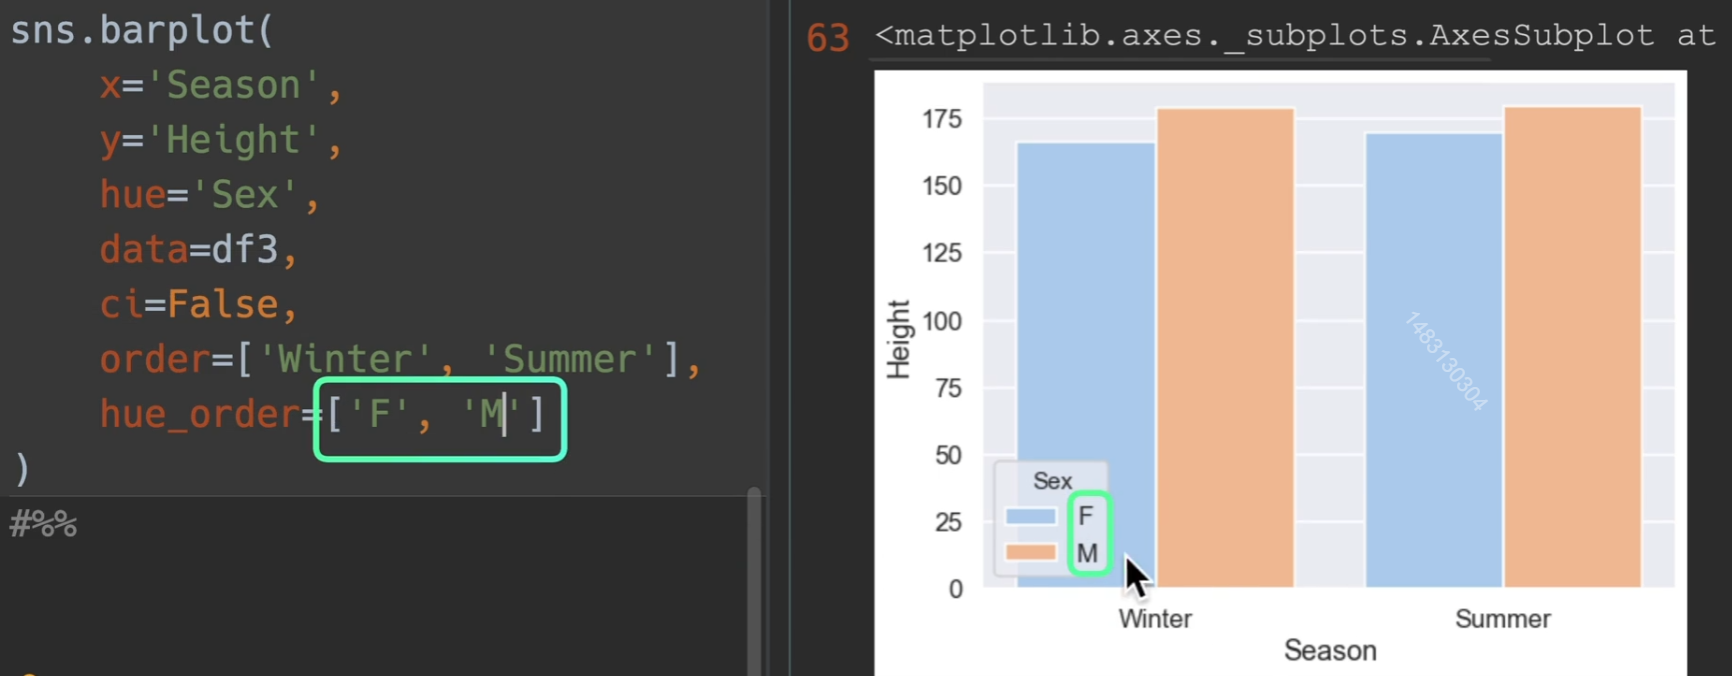 sns.barplot(
x='Season',
y='Height',
hue='Sex',
data=df3,
ci=False,
order=['Winter', 'Summer'],
hue_order=['F', 'M']
)
#%%
63 <matplotlib.axes._subplots.AxesSubplot at
175
150
125
100
75
50
25
0
Height
Sex
F
M
Winter Summer
Season
1483130304